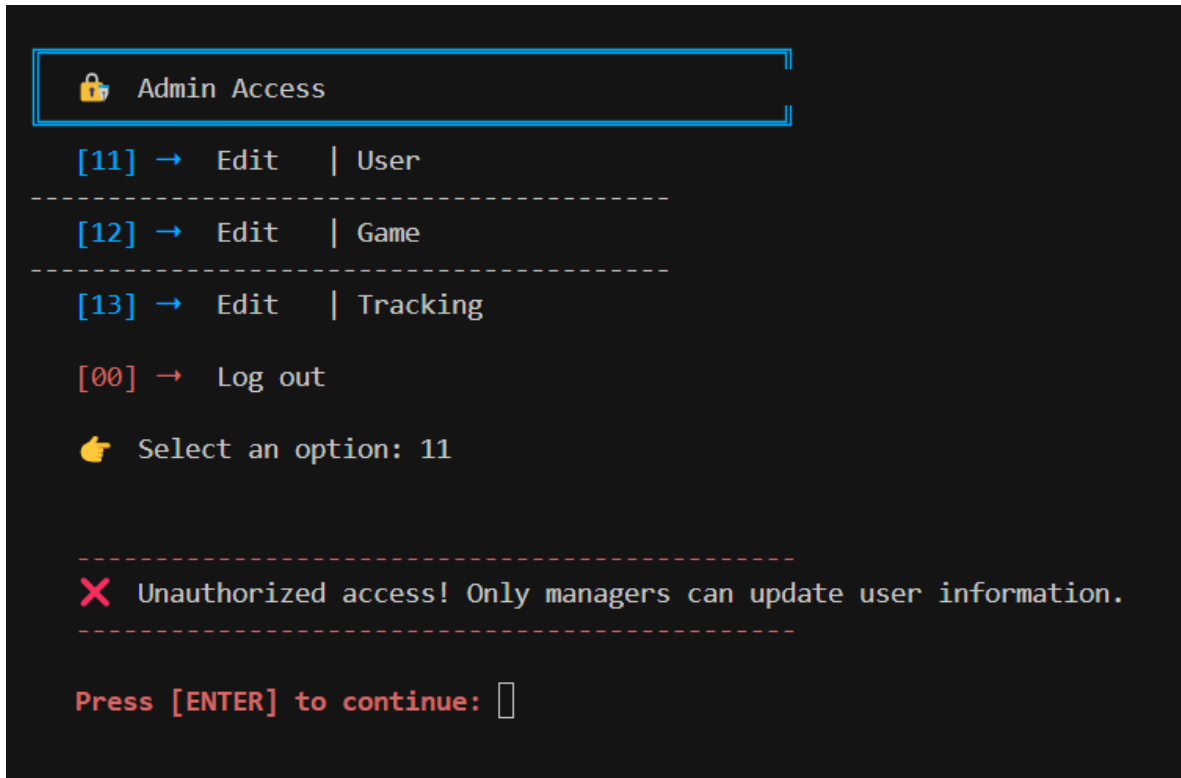 🔐 Admin Access
[11] → Edit | User
-----------------------------------------
[12] → Edit | Game
-----------------------------------------
[13] → Edit | Tracking
[00] → Log out
👉 Select an option: 11
----------------------------------------------
❌ Unauthorized access! Only managers can update user information.
----------------------------------------------
Press [ENTER] to continue: